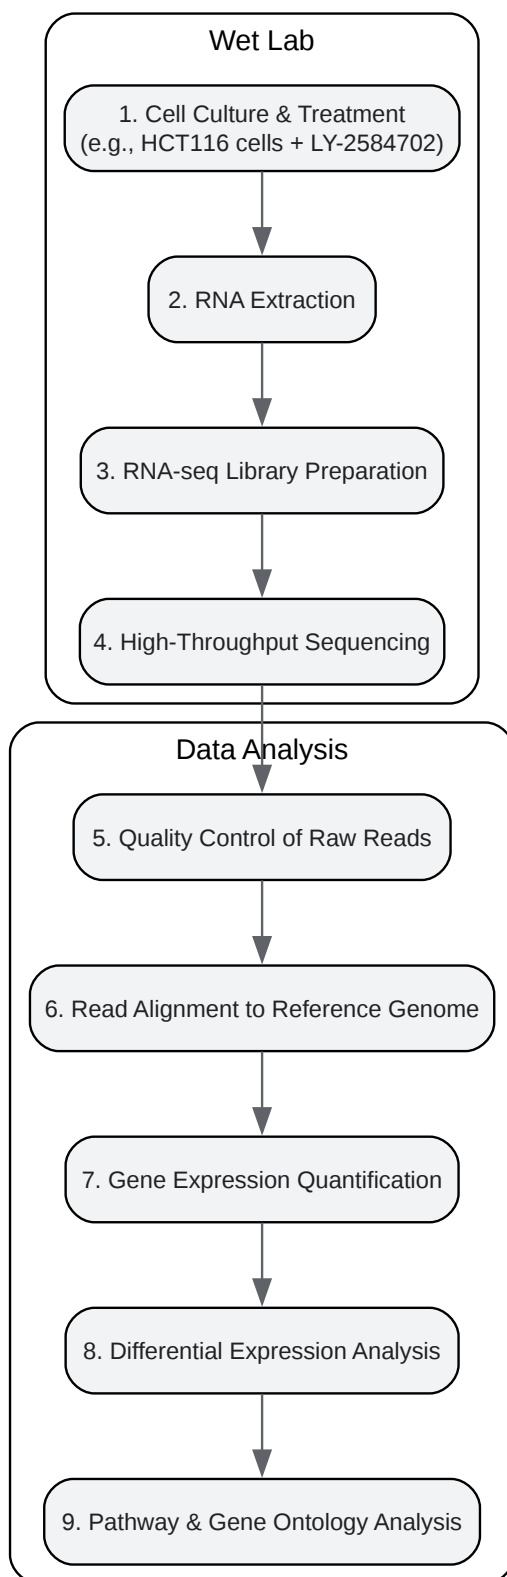 Wet Lab
1. Cell Culture & Treatment
(e.g., HCT116 cells + LY-2584702)
2. RNA Extraction
3. RNA-seq Library Preparation
4. High-Throughput Sequencing
Data Analysis
5. Quality Control of Raw Reads
6. Read Alignment to Reference Genome
7. Gene Expression Quantification
8. Differential Expression Analysis
9. Pathway & Gene Ontology Analysis